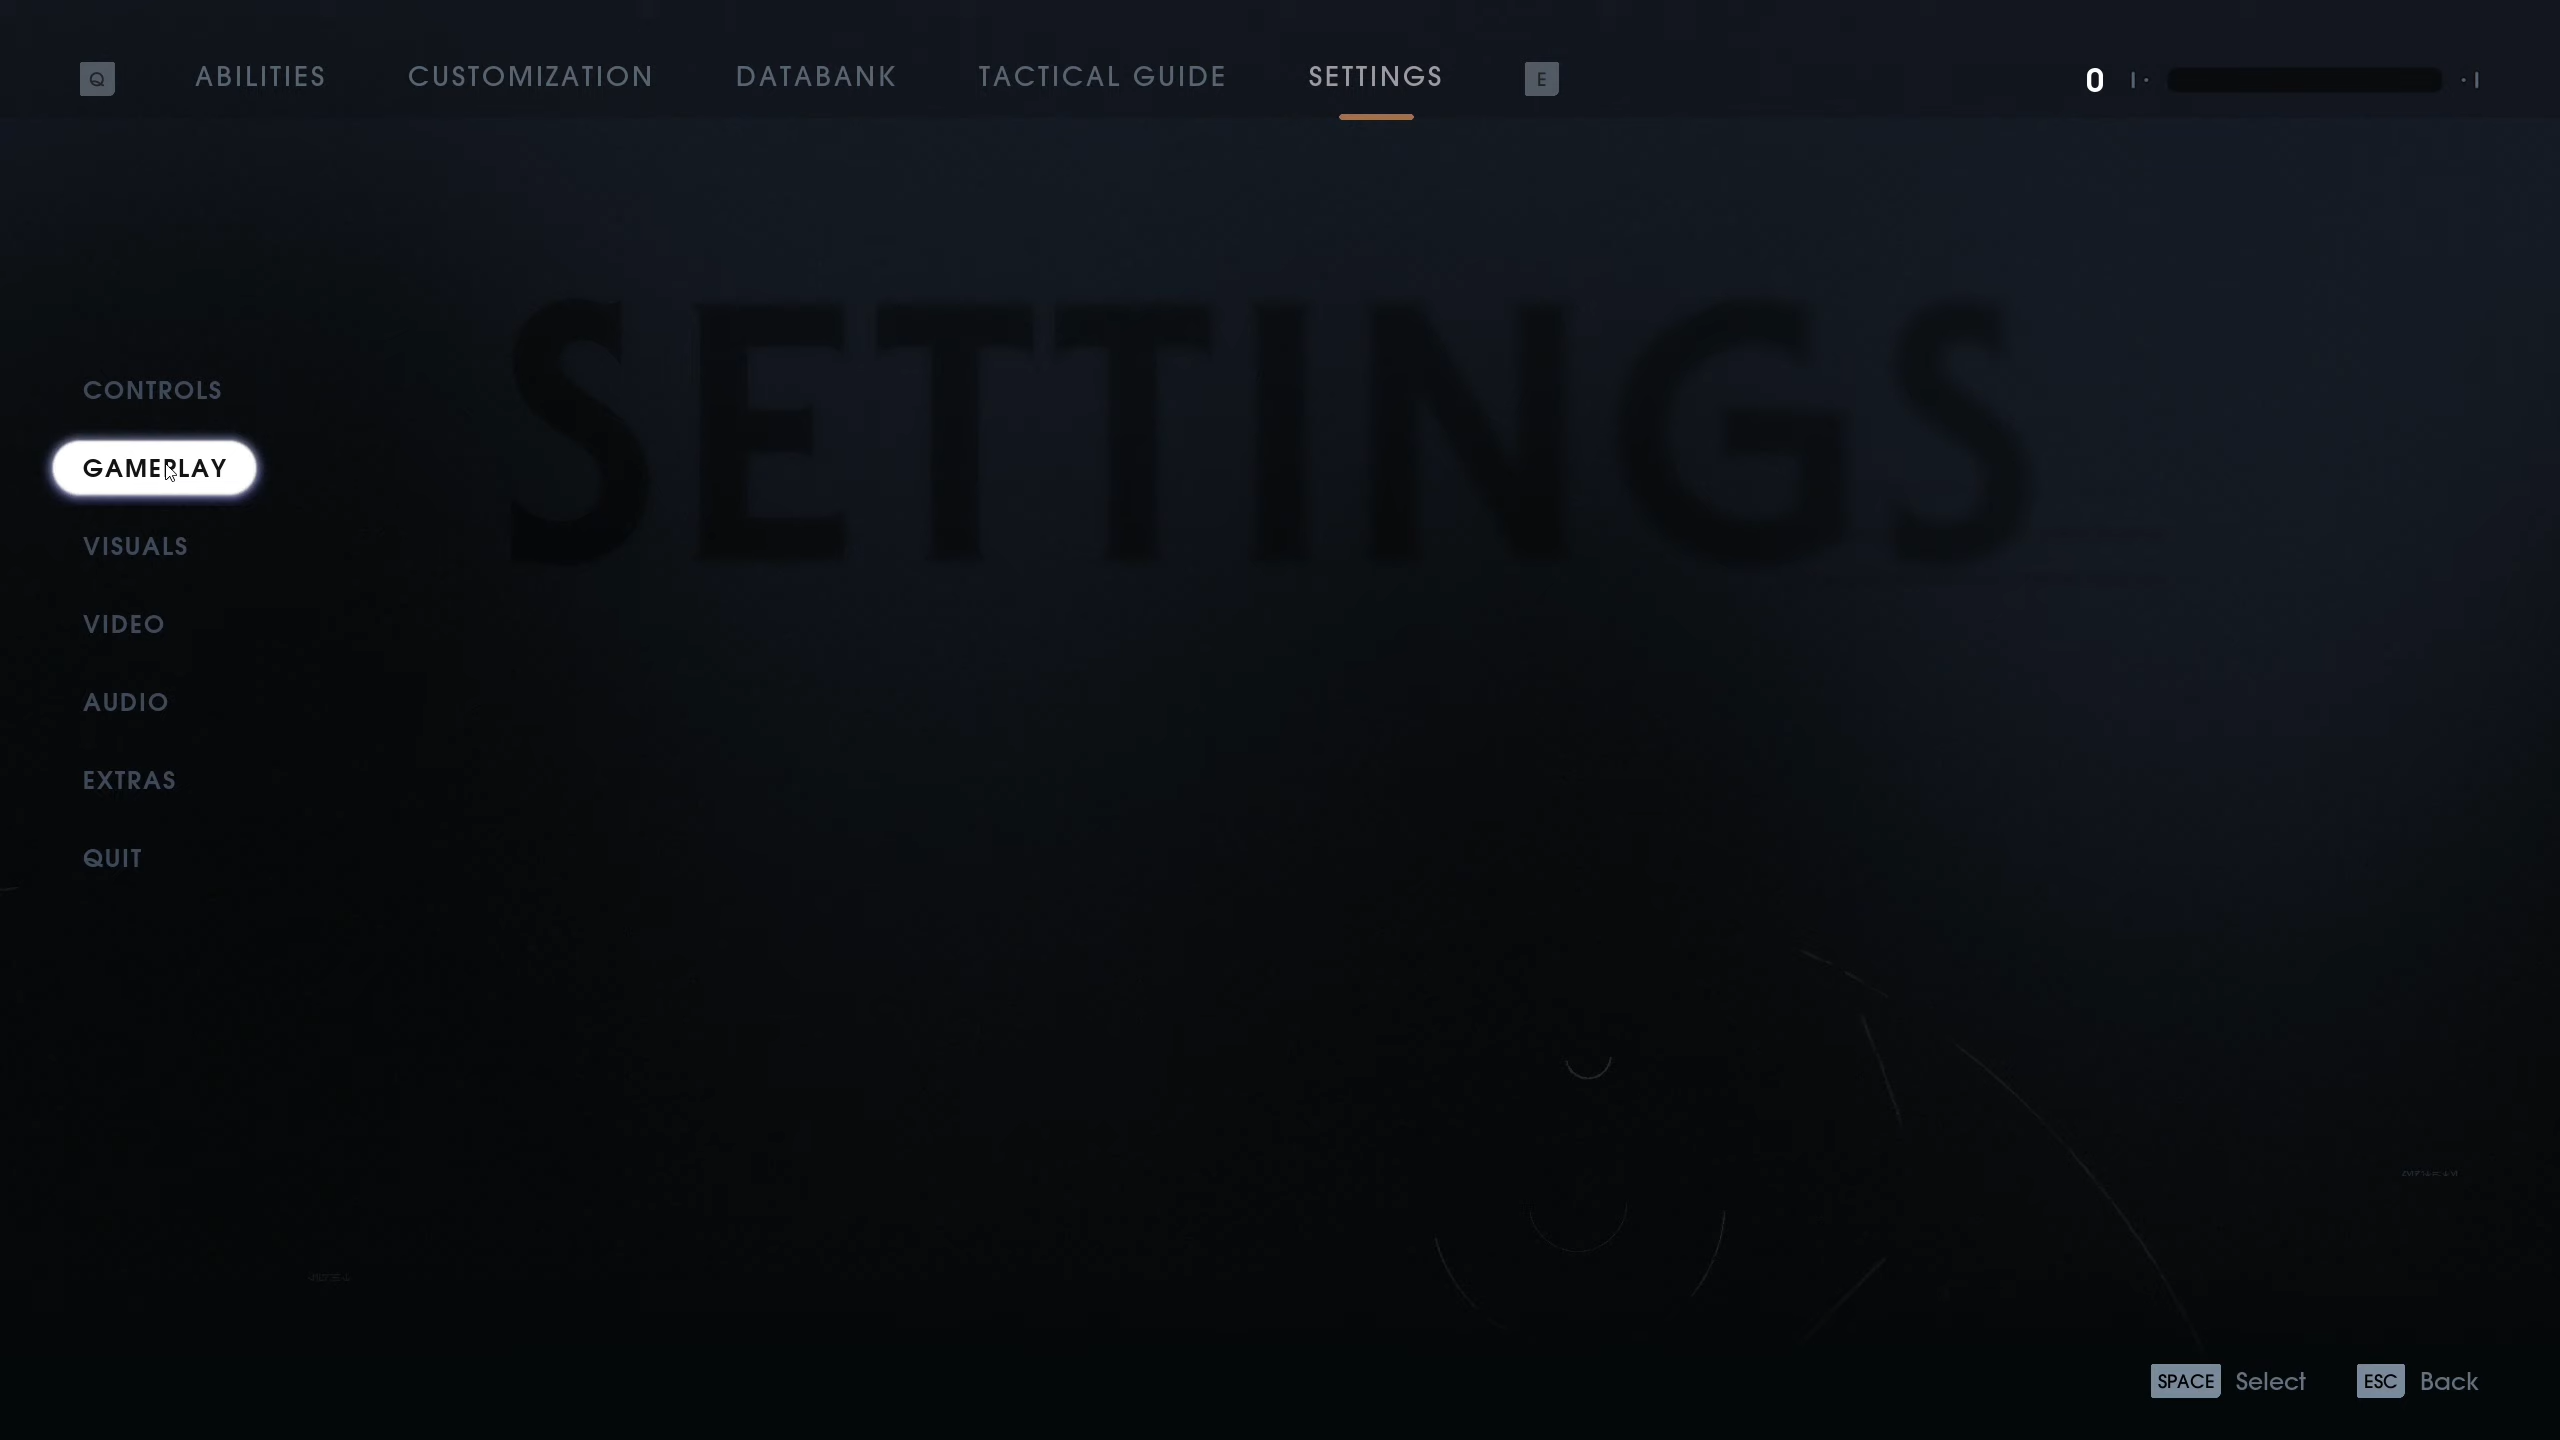 Q ABILITIES CUSTOMIZATION DATABANK TACTICAL GUIDE SETTINGS E 0
SETTINGS
CONTROLS
GAMEPLAY
VISUALS
VIDEO
AUDIO
EXTRAS
QUIT
SPACE Select ESC Back